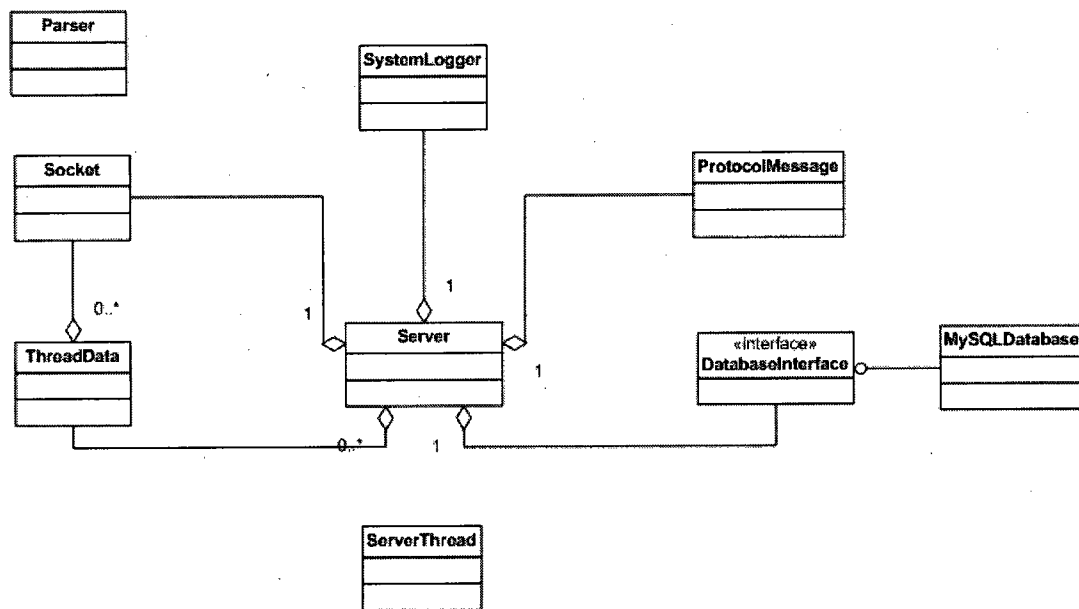 Parser
SystemLogger
Socket
ProtocolMessage
0..*
1
1
ThreadData
Server
1
«interface»
DatabaseInterface
MySQLDatabase
0..*
1
ServerThread